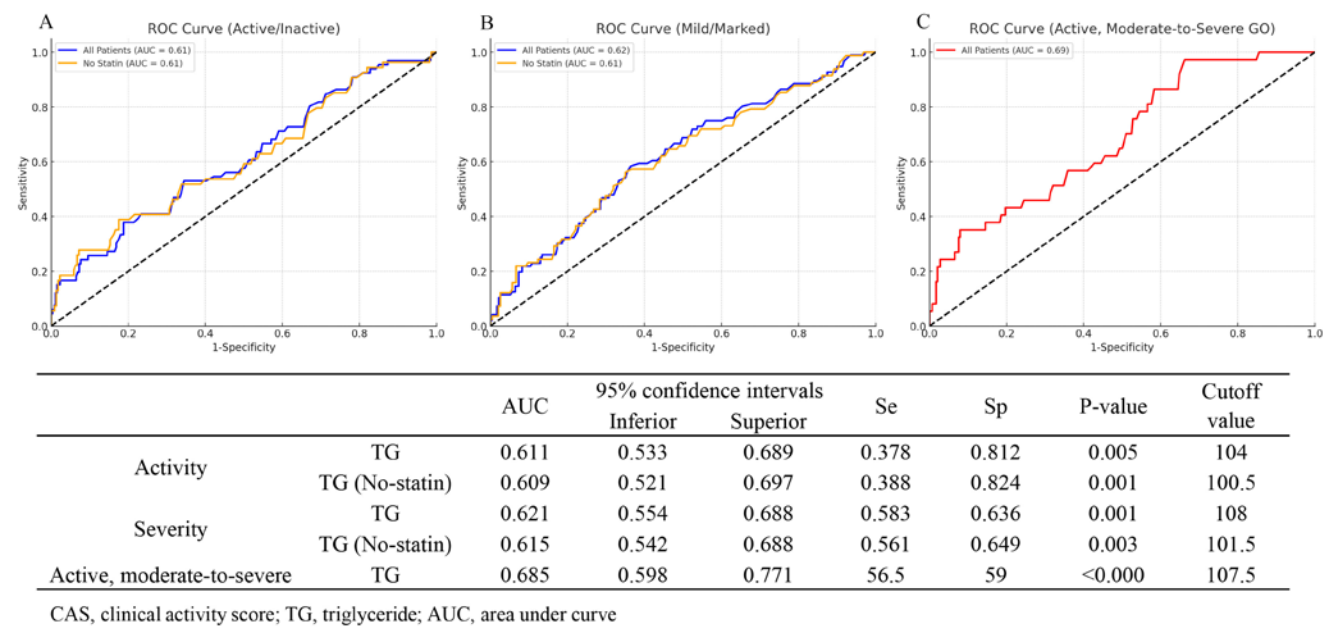 A
ROC Curve (Active/Inactive)
All Patients (AUC = 0.61)
No Statin (AUC = 0.61)
Sensitivity
1.0
0.8
0.6
0.4
0.2
0.0
0.0 0.2 0.4 0.6 0.8 1.0
1-Specificity
B
ROC Curve (Mild/Marked)
All Patients (AUC = 0.62)
No Statin (AUC = 0.61)
Sensitivity
1.0
0.8
0.6
0.4
0.2
0.0
0.0 0.2 0.4 0.6 0.8 1.0
1-Specificity
C
ROC Curve (Active, Moderate-to-Severe GO)
All Patients (AUC = 0.69)
Sensitivity
1.0
0.8
0.6
0.4
0.2
0.0
0.0 0.2 0.4 0.6 0.8 1.0
1-Specificity
AUC 95% confidence intervals Se Sp P-value Cutoff value
Inferior Superior
Activity TG 0.611 0.533 0.689 0.378 0.812 0.005 104
TG (No-statin) 0.609 0.521 0.697 0.388 0.824 0.001 100.5
Severity TG 0.621 0.554 0.688 0.583 0.636 0.001 108
TG (No-statin) 0.615 0.542 0.688 0.561 0.649 0.003 101.5
Active, moderate-to-severe TG 0.685 0.598 0.771 56.5 59 <0.000 107.5
CAS, clinical activity score; TG, triglyceride; AUC, area under curve